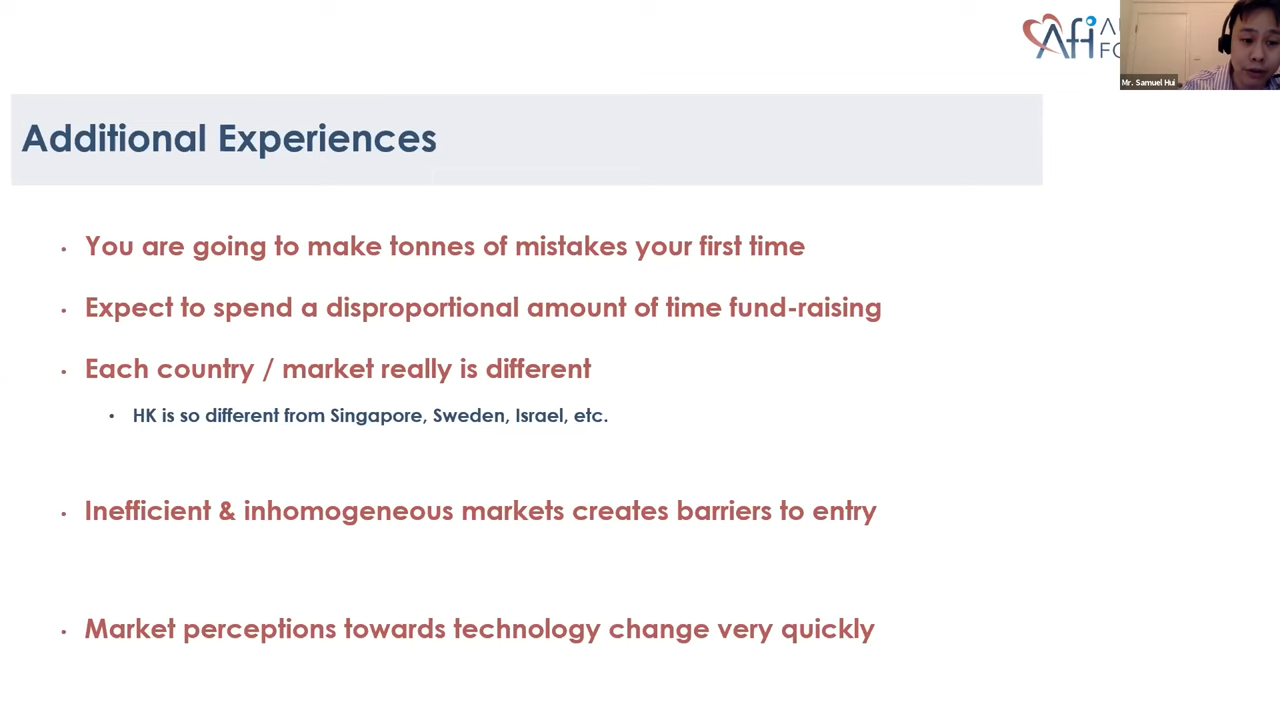 Afi
Mr. Samuel Hui
Additional Experiences
• You are going to make tonnes of mistakes your first time
• Expect to spend a disproportional amount of time fund-raising
• Each country / market really is different
• HK is so different from Singapore, Sweden, Israel, etc.
• Inefficient & inhomogeneous markets creates barriers to entry
• Market perceptions towards technology change very quickly